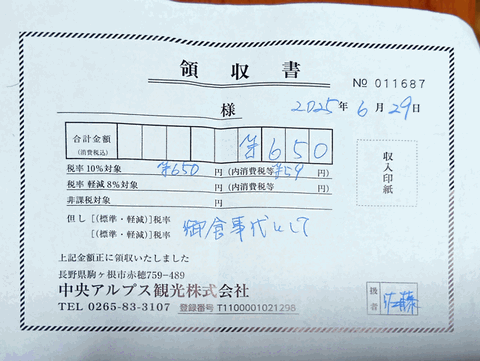 領収書
№ 011687
様
2025年 6月 29日
合計金額 (消費税込) ¥650
税率10%対象 ¥650 円 (内消費税等 ¥59 円)
税率 軽減8%対象 円 (内消費税等 円)
非課税対象 円
収入印紙
但し [(標準・軽減)]税率
[(標準・軽減)]税率
御食事代として
上記金額正に領収いたしました
長野県駒ヶ根市赤穂759-489
中央アルプス観光株式会社
TEL 0265-83-3107 登録番号 T1100001021298
扱者 佐藤